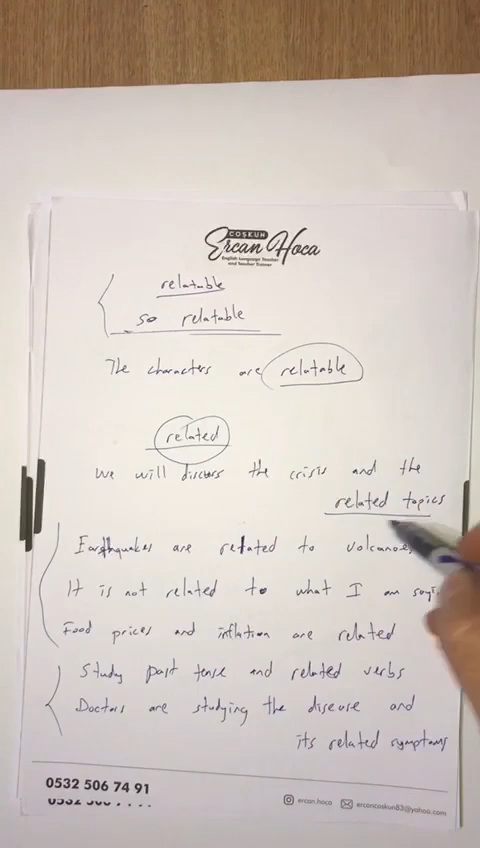 COŞKUN
Ercan Hoca
English Language Teacher
and Teacher Trainer
relatable
so relatable
The characters are relatable
related
We will discuss the crisis and the
related topics
Earthquakes are related to volcanoes
It is not related to what I am
Food prices and inflation are related
Study past tense and related verbs
Doctors are studying the disease and
its related symptoms
0532 506 74 91
ercan.hoca
ercancoskun83@yahoo.com